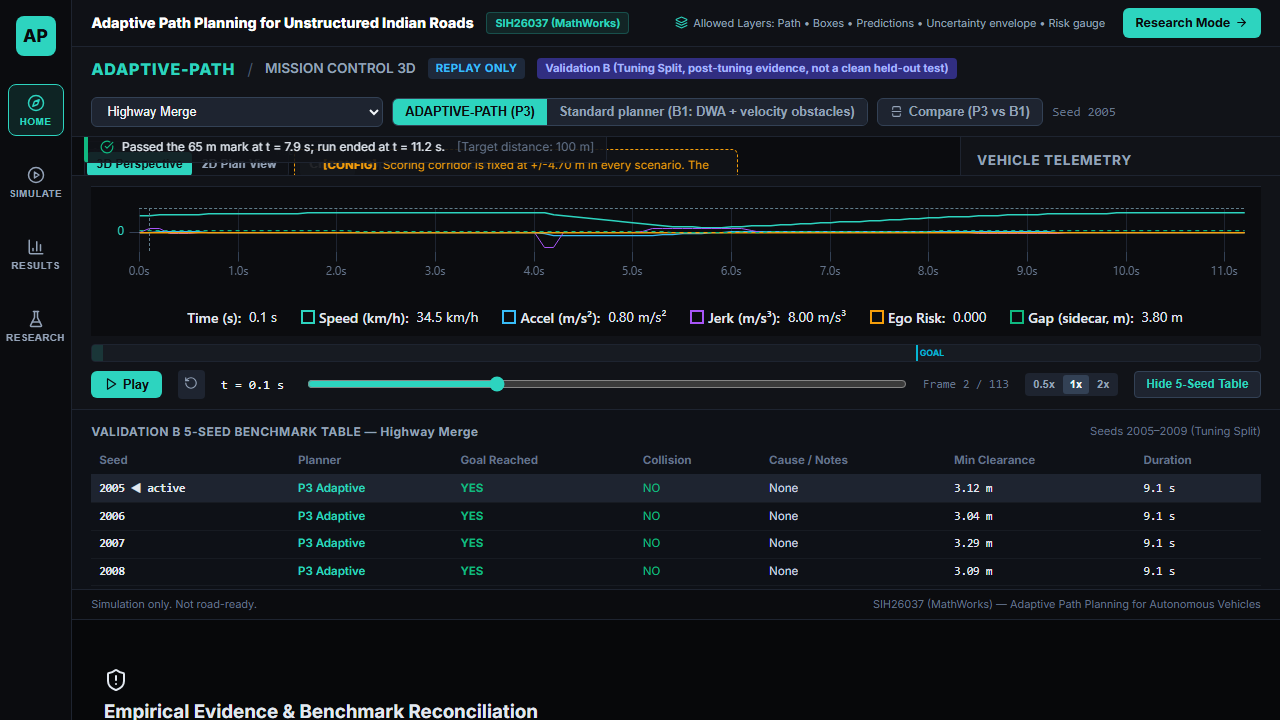 AP
HOME
SIMULATE
RESULTS
RESEARCH
Adaptive Path Planning for Unstructured Indian Roads
SIH26037 (MathWorks)
Allowed Layers: Path • Boxes • Predictions • Uncertainty envelope • Risk gauge
Research Mode →
ADAPTIVE-PATH / MISSION CONTROL 3D
REPLAY ONLY
Validation B (Tuning Split, post-tuning evidence, not a clean held-out test)
Highway Merge
ADAPTIVE-PATH (P3)
Standard planner (B1: DWA + velocity obstacles)
Compare (P3 vs B1)
Seed 2005
Passed the 65 m mark at t = 7.9 s; run ended at t = 11.2 s. [Target distance: 100 m]
3D Perspective
2D Plan View
[CONFIG] Scoring corridor is fixed at +/-4.70 m in every scenario. The
VEHICLE TELEMETRY
0
0.0s 1.0s 2.0s 3.0s 4.0s 5.0s 6.0s 7.0s 8.0s 9.0s 10.0s 11.0s
Time (s): 0.1 s Speed (km/h): 34.5 km/h Accel (m/s²): 0.80 m/s² Jerk (m/s³): 8.00 m/s³ Ego Risk: 0.000 Gap (sidecar, m): 3.80 m
GOAL
Play
t = 0.1 s
Frame 2 / 113
0.5x 1x 2x
Hide 5-Seed Table
VALIDATION B 5-SEED BENCHMARK TABLE — Highway Merge
Seeds 2005–2009 (Tuning Split)
Seed Planner Goal Reached Collision Cause / Notes Min Clearance Duration
2005 ◀ active P3 Adaptive YES NO None 3.12 m 9.1 s
2006 P3 Adaptive YES NO None 3.04 m 9.1 s
2007 P3 Adaptive YES NO None 3.29 m 9.1 s
2008 P3 Adaptive YES NO None 3.09 m 9.1 s
Simulation only. Not road-ready.
SIH26037 (MathWorks) — Adaptive Path Planning for Autonomous Vehicles
Empirical Evidence & Benchmark Reconciliation